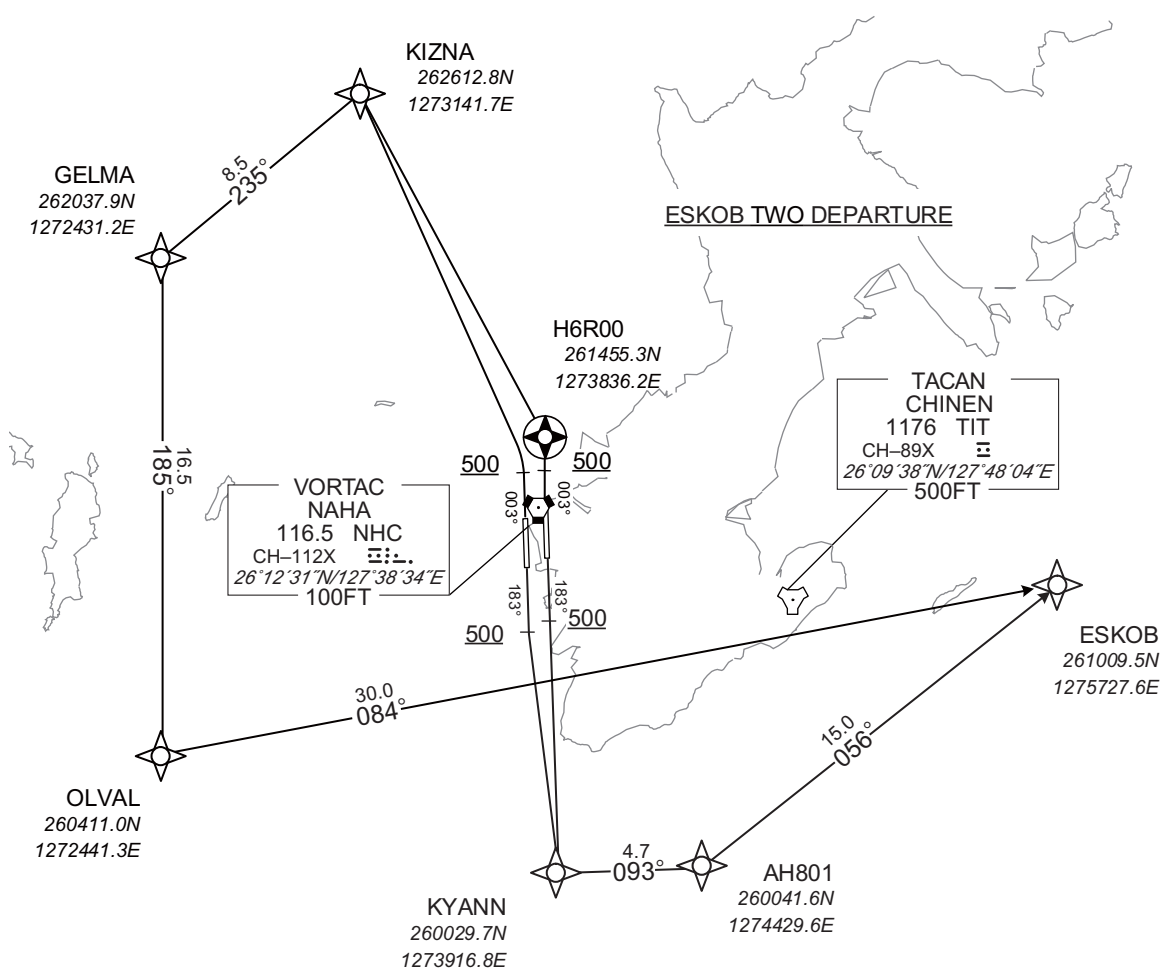 KIZNA
262612.8N
1273141.7E
8.5
235°
GELMA
262037.9N
1272431.2E
ESKOB TWO DEPARTURE
H6R00
261455.3N
1273836.2E
TACAN
CHINEN
1176 TIT
CH–89X
26°09´38″N/127°48´04″E
500FT
500
500
16.5
185°
VORTAC
NAHA
116.5 NHC
CH–112X
26°12´31″N/127°38´34″E
100FT
003°
003°
183°
183°
500
500
ESKOB
261009.5N
1275727.6E
30.0
084°
15.0
056°
OLVAL
260411.0N
1272441.3E
4.7
093°
AH801
260041.6N
1274429.6E
KYANN
260029.7N
1273916.8E